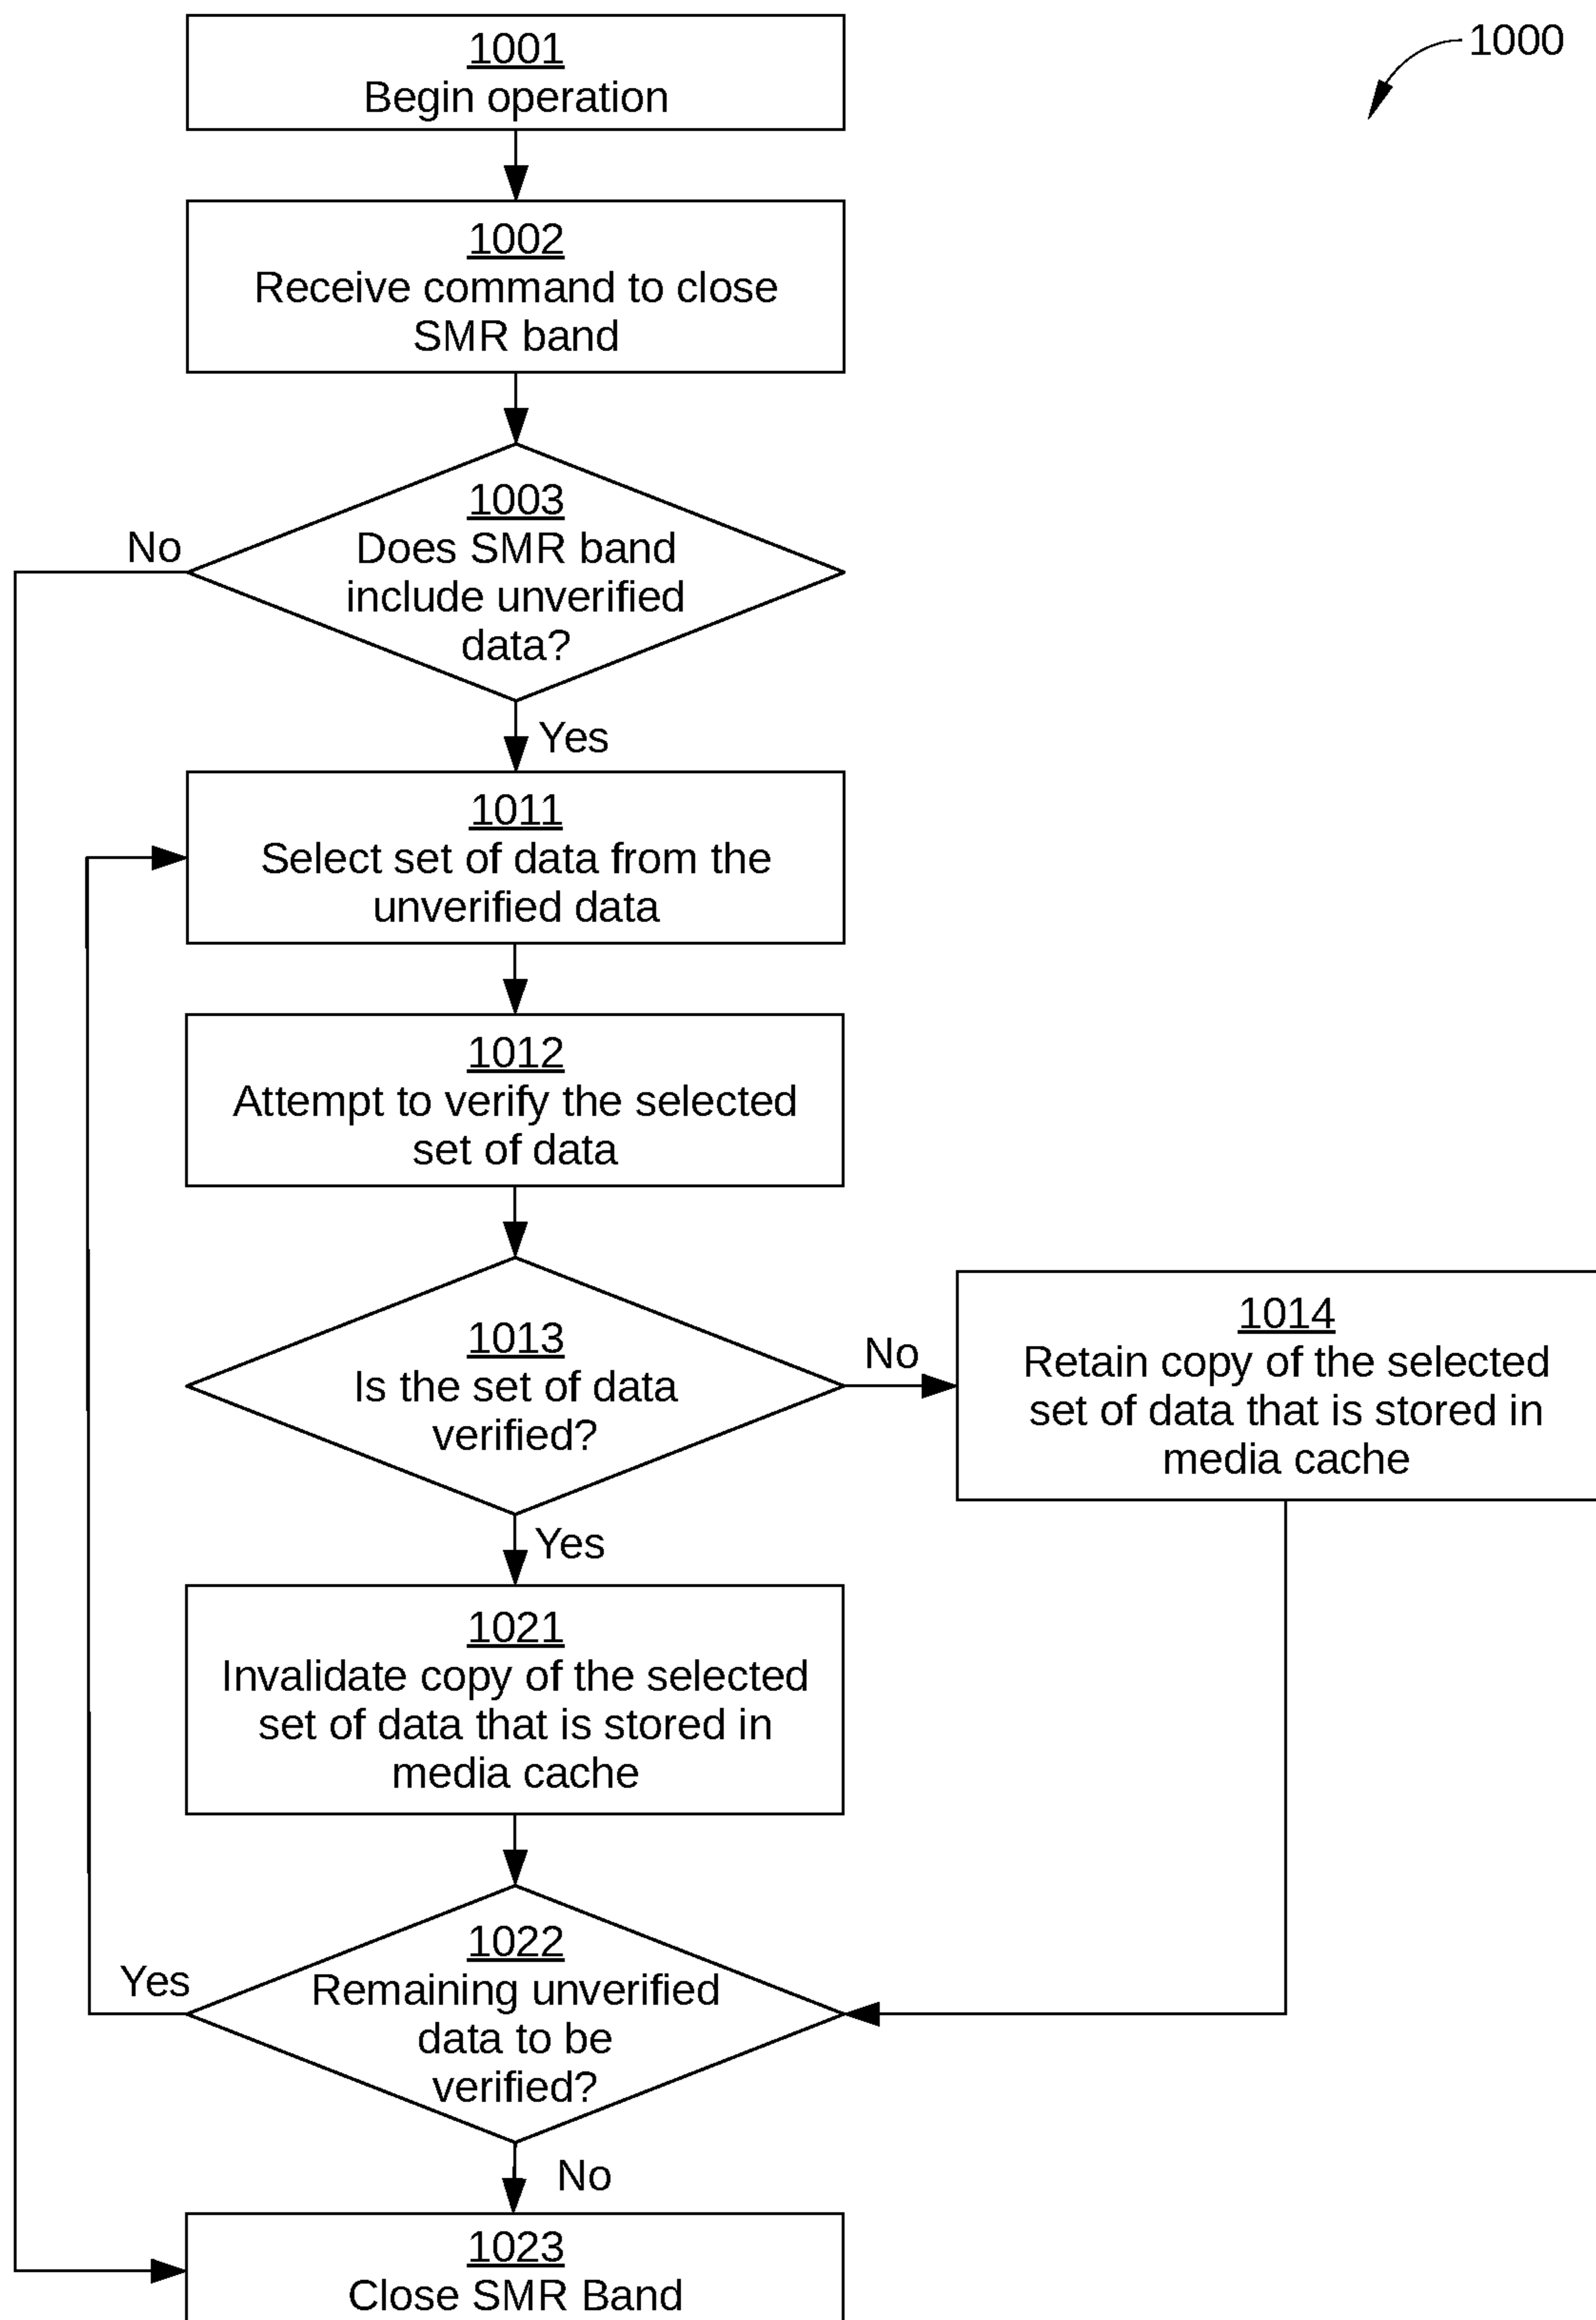 1001
Begin operation
1000
1002
Receive command to close
SMR band
1003
Does SMR band
include unverified
data?
No
Yes
1011
Select set of data from the
unverified data
1012
Attempt to verify the selected
set of data
1013
Is the set of data
verified?
No
1014
Retain copy of the selected
set of data that is stored in
media cache
Yes
1021
Invalidate copy of the selected
set of data that is stored in
media cache
1022
Remaining unverified
data to be
verified?
Yes
No
1023
Close SMR Band